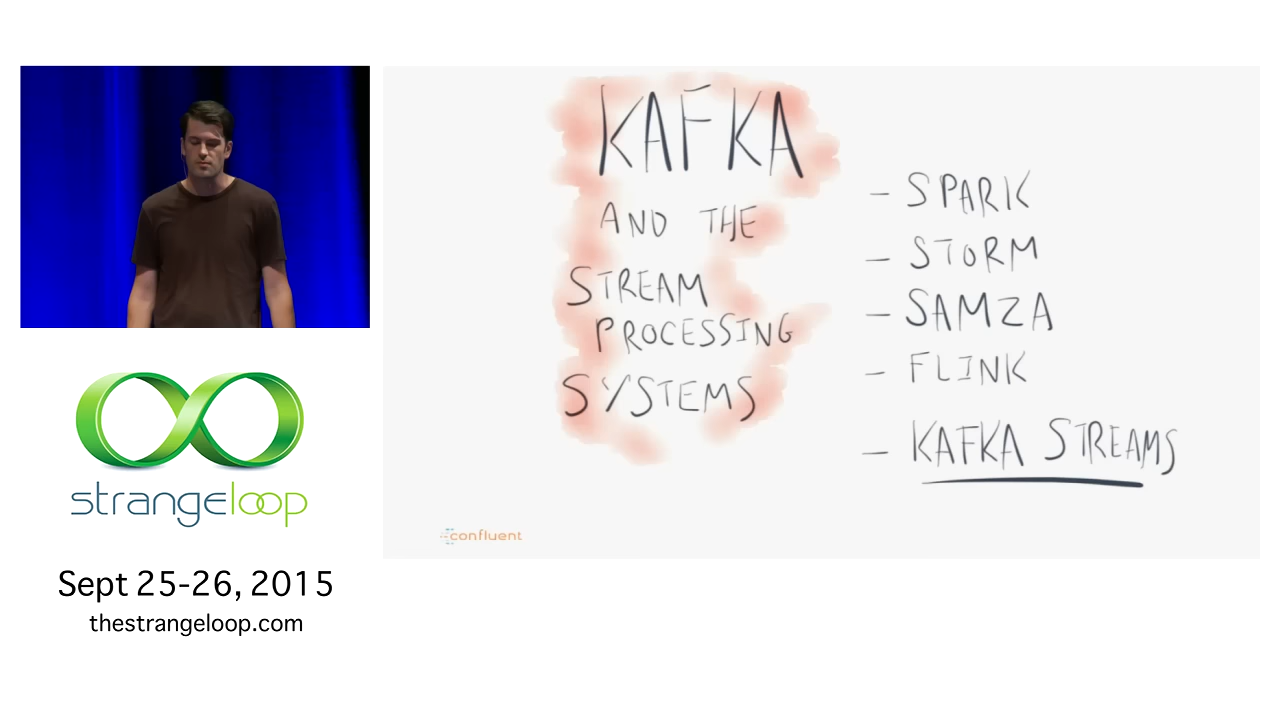 KAFKA
AND THE
STREAM
PROCESSING
SYSTEMS
- SPARK
- STORM
- SAMZA
- FLINK
- KAFKA STREAMS
confluent
strangeloop
Sept 25-26, 2015
thestrangeloop.com